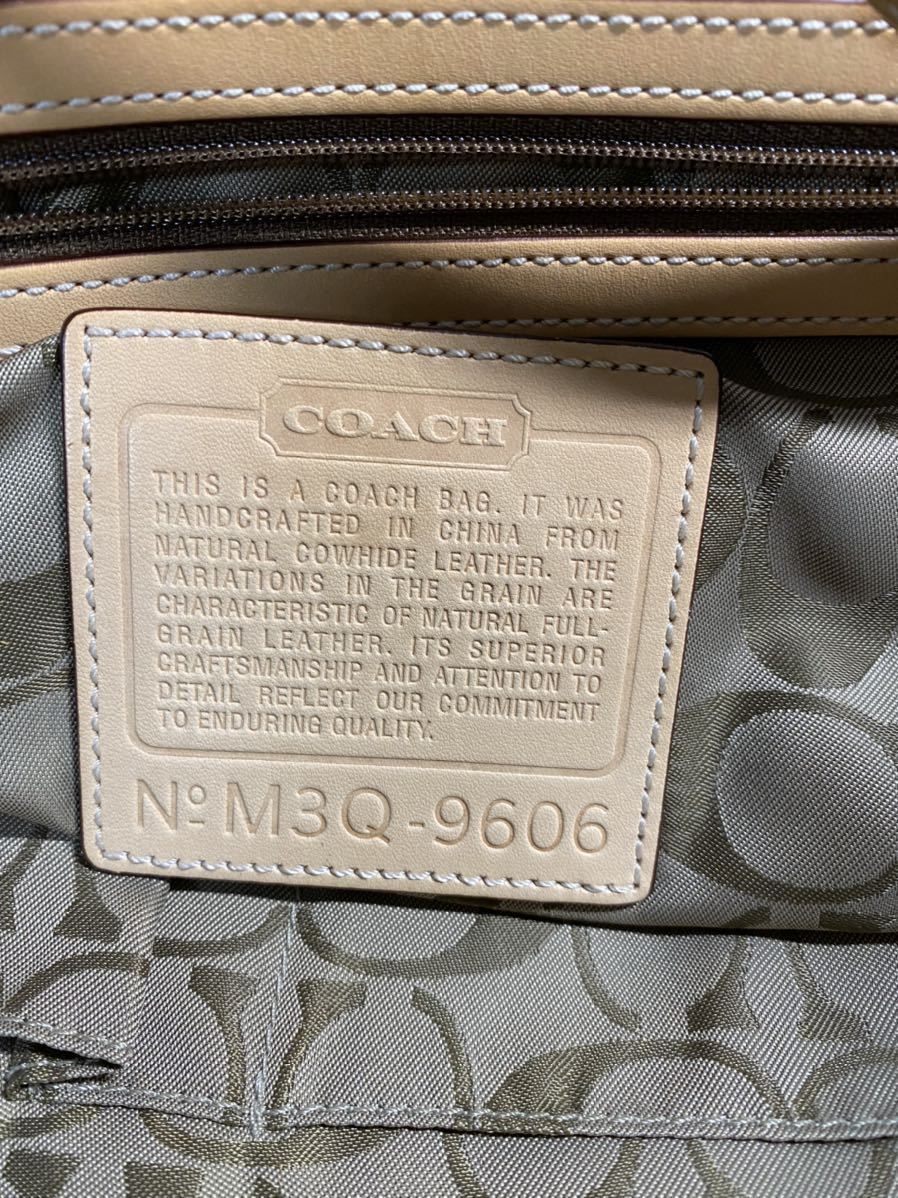 COACH
THIS IS A COACH BAG. IT WAS
HANDCRAFTED IN CHINA FROM
NATURAL COWHIDE LEATHER. THE
VARIATIONS IN THE GRAIN ARE
CHARACTERISTIC OF NATURAL FULL-
GRAIN LEATHER. ITS SUPERIOR
CRAFTSMANSHIP AND ATTENTION TO
DETAIL REFLECT OUR COMMITMENT
TO ENDURING QUALITY.
Nº M3Q-9606